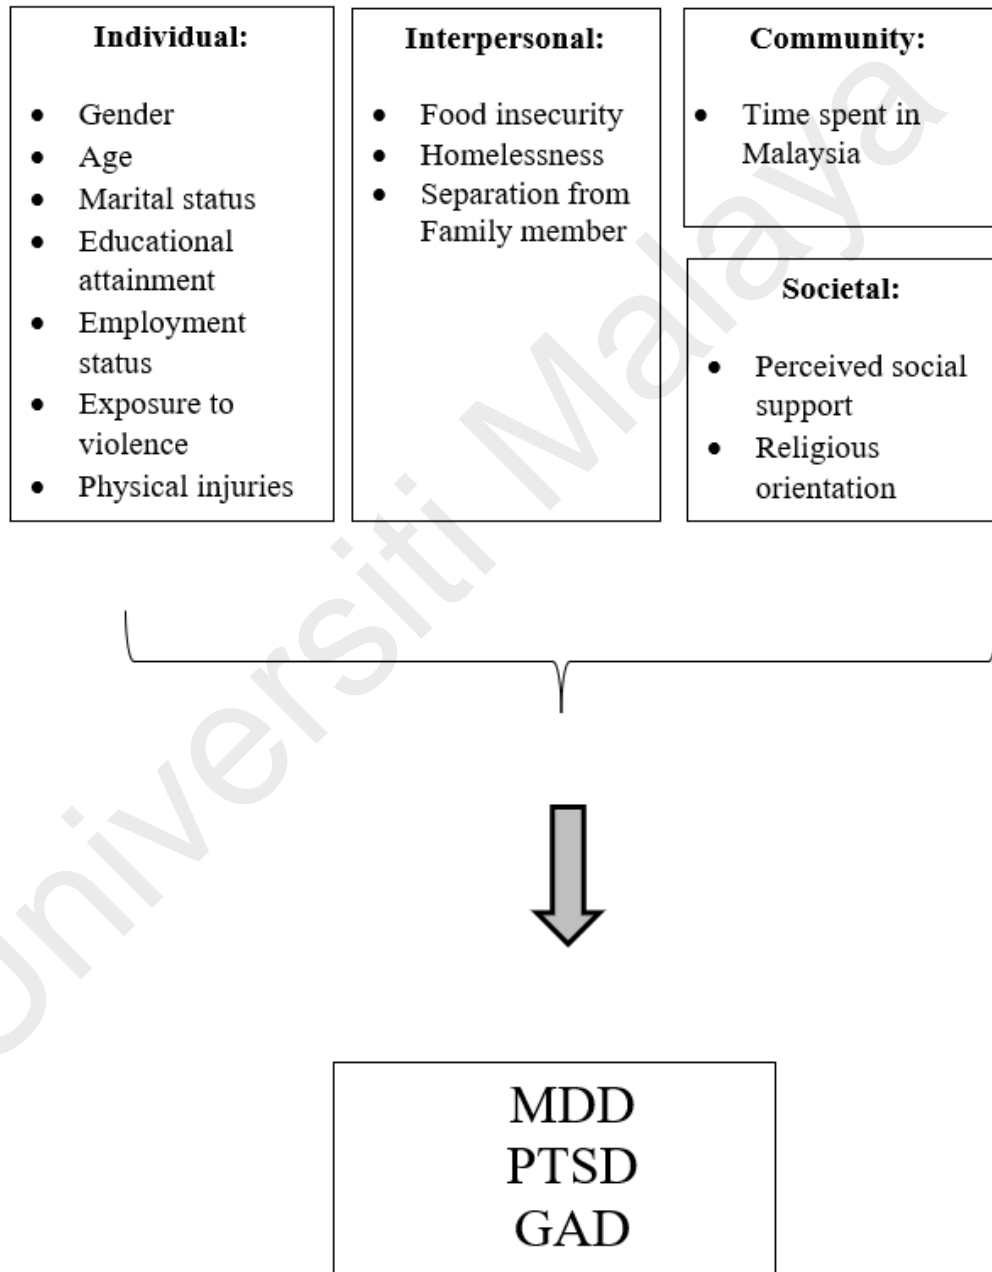 Individual:
• Gender
• Age
• Marital status
• Educational
attainment
• Employment
status
• Exposure to
violence
• Physical injuries
Interpersonal:
• Food insecurity
• Homelessness
• Separation from
Family member
Community:
• Time spent in
Malaysia
Societal:
• Perceived social
support
• Religious
orientation
MDD
PTSD
GAD
Universiti Malaya